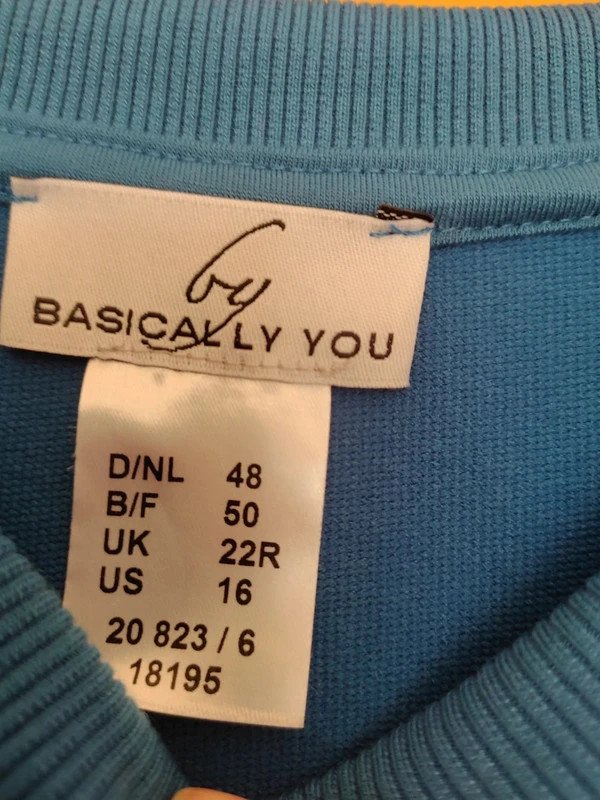 by
BASICALLY YOU
D/NL 48
B/F 50
UK 22R
US 16
20 823 / 6
18195